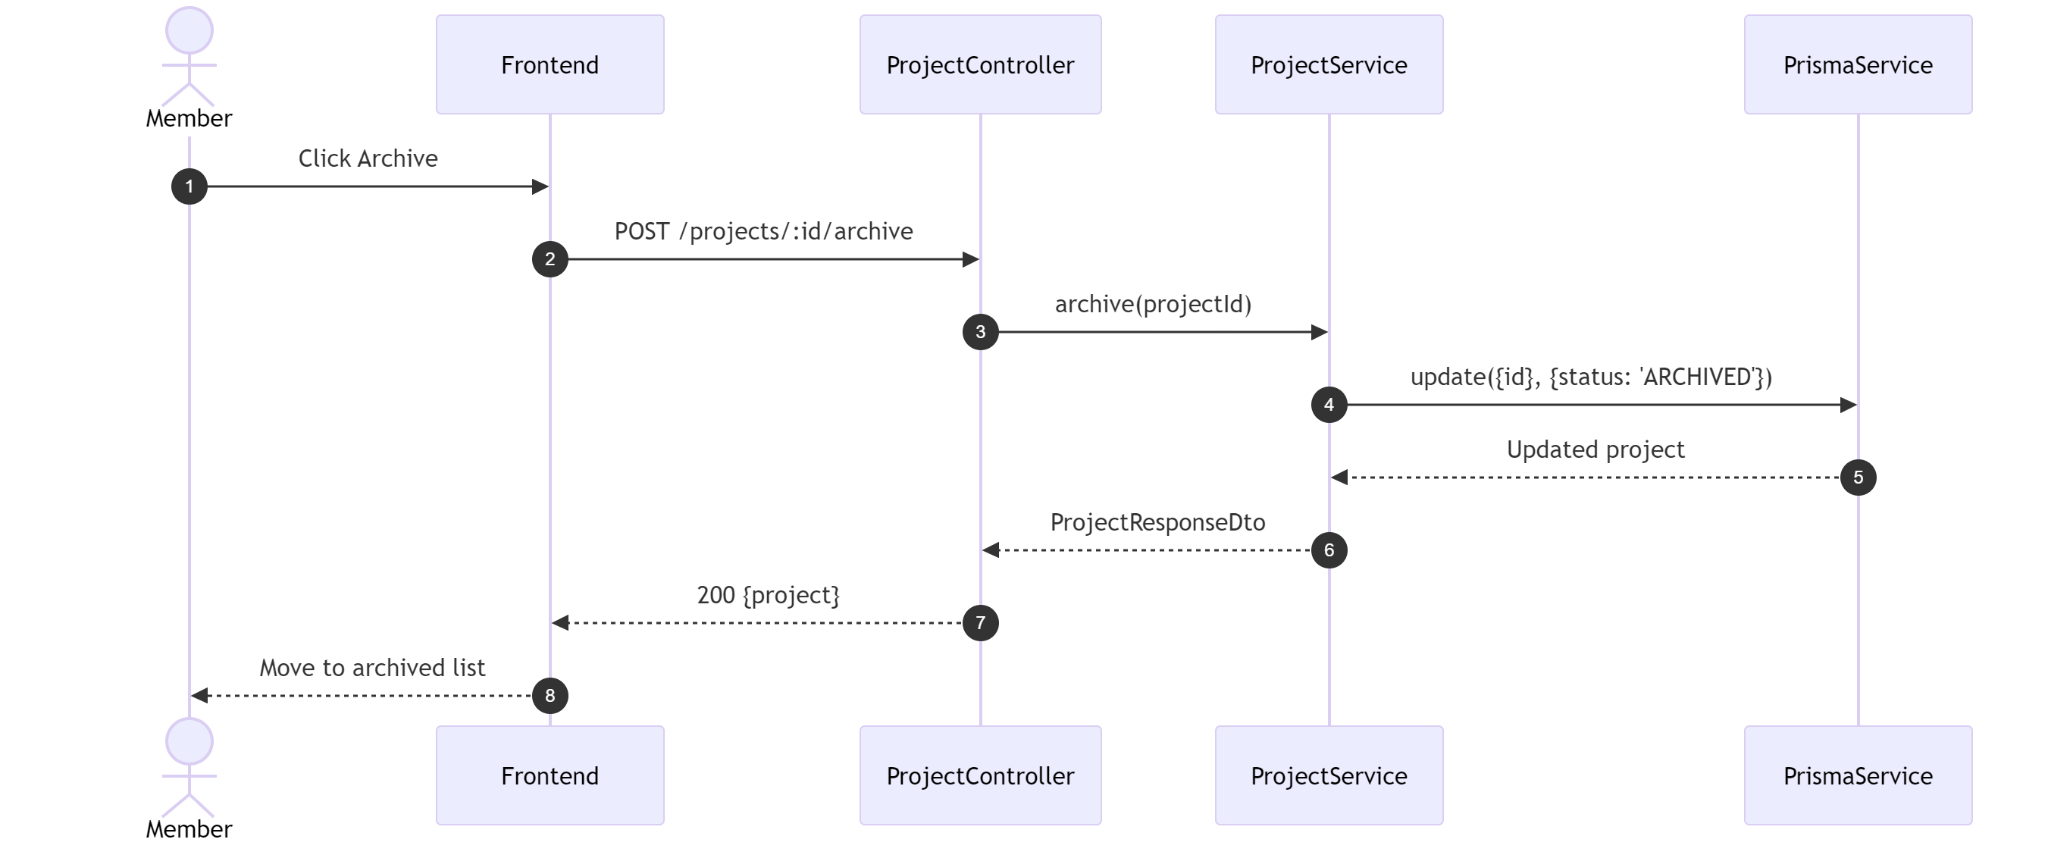 Member
Frontend
ProjectController
ProjectService
PrismaService
Click Archive
1
POST /projects/:id/archive
2
archive(projectId)
3
update({id}, {status: 'ARCHIVED'})
4
Updated project
5
ProjectResponseDto
6
200 {project}
7
Move to archived list
8
Member
Frontend
ProjectController
ProjectService
PrismaService